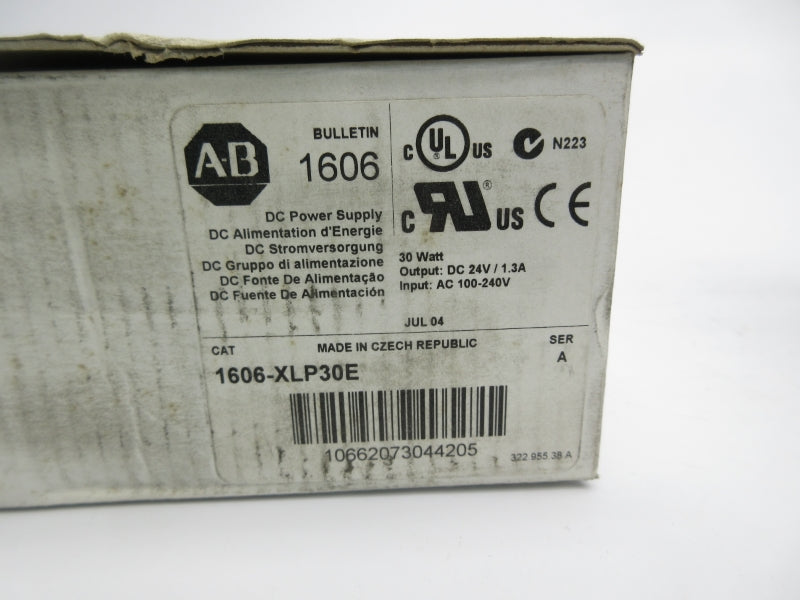 A-B
BULLETIN
1606
DC Power Supply
DC Alimentation d'Energie
DC Stromversorgung
DC Gruppo di alimentazione
DC Fonte De Alimentação
DC Fuente De Alimentación
C UL US
N223
C RU ® US CE
30 Watt
Output: DC 24V / 1.3A
Input: AC 100-240V
JUL 04
CAT
MADE IN CZECH REPUBLIC
SER
A
1606-XLP30E
10662073044205
322.955.38 A